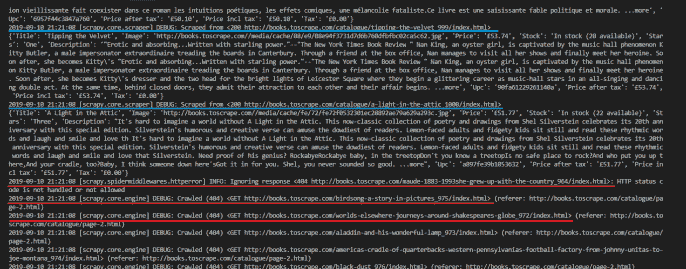 ion vieillissante fait coexister dans ce roman les intuitions poétiques, les effets comiques, une mélancolie fataliste.Ce livre est une saisissante fable politique et morale. ...more', '
Upc': '6957f44c3847a760', 'Price after tax': '£50.10', 'Price incl tax': '£50.10', 'Tax': '£0.00'}
2019-09-10 21:21:08 [scrapy.core.scraper] DEBUG: Scraped from <200 http://books.toscrape.com/catalogue/tipping-the-velvet_999/index.html>
{'Title': 'Tipping the Velvet', 'Image': 'http://books.toscrape.com/media/cache/08/e9/08e94f3731d7d6b760dfbfbc02ca5c62.jpg', 'Price': '£53.74', 'Stock': 'In stock (20 available)', 'Star
s': 'One', 'Description': '"Erotic and absorbing...Written with starling power."--"The New York Times Book Review " Nan King, an oyster girl, is captivated by the music hall phenomenon K
itty Butler, a male impersonator extraordinaire treading the boards in Canterbury. Through a friend at the box office, Nan manages to visit all her shows and finally meet her heroine. So
on after, she becomes Kitty\'s "Erotic and absorbing...Written with starling power."--"The New York Times Book Review " Nan King, an oyster girl, is captivated by the music hall phenomen
on Kitty Butler, a male impersonator extraordinaire treading the boards in Canterbury. Through a friend at the box office, Nan manages to visit all her shows and finally meet her heroine
. Soon after, she becomes Kitty\'s dresser and the two head for the bright lights of Leicester Square where they begin a glittering career as music-hall stars in an all-singing and danci
ng double act. At the same time, behind closed doors, they admit their attraction to each other and their affair begins. ...more', 'Upc': '90fa61229261140a', 'Price after tax': '£53.74',
'Price incl tax': '£53.74', 'Tax': '£0.00'}
2019-09-10 21:21:08 [scrapy.core.scraper] DEBUG: Scraped from <200 http://books.toscrape.com/catalogue/a-light-in-the-attic_1000/index.html>
{'Title': 'A Light in the Attic', 'Image': 'http://books.toscrape.com/media/cache/fe/72/fe72f0532301ec28892ae79a629a293c.jpg', 'Price': '£51.77', 'Stock': 'In stock (22 available)', 'St
ars': 'Three', 'Description': "It's hard to imagine a world without A Light in the Attic. This now-classic collection of poetry and drawings from Shel Silverstein celebrates its 20th ann
iversary with this special edition. Silverstein's humorous and creative verse can amuse the dowdiest of readers. Lemon-faced adults and fidgety kids sit still and read these rhythmic wor
ds and laugh and smile and love th It's hard to imagine a world without A Light in the Attic. This now-classic collection of poetry and drawings from Shel Silverstein celebrates its 20th
anniversary with this special edition. Silverstein's humorous and creative verse can amuse the dowdiest of readers. Lemon-faced adults and fidgety kids sit still and read these rhythmic
words and laugh and smile and love that Silverstein. Need proof of his genius? RockabyeRockabye baby, in the treetopDon't you know a treetopIs no safe place to rock?And who put you up t
here,And your cradle, too?Baby, I think someone down here'sGot it in for you. Shel, you never sounded so good. ...more", 'Upc': 'a897fe39b1053632', 'Price after tax': '£51.77', 'Price in
cl tax': '£51.77', 'Tax': '£0.00'}
2019-09-10 21:21:08 [scrapy.spidermiddlewares.httperror] INFO: Ignoring response <404 http://books.toscrape.com/maude-1883-1993she-grew-up-with-the-country_964/index.html>: HTTP status c
ode is not handled or not allowed
2019-09-10 21:21:08 [scrapy.core.engine] DEBUG: Crawled (404) <GET http://books.toscrape.com/birdsong-a-story-in-pictures_975/index.html> (referer: http://books.toscrape.com/catalogue/pa
ge-2.html)
2019-09-10 21:21:08 [scrapy.core.engine] DEBUG: Crawled (404) <GET http://books.toscrape.com/worlds-elsewhere-journeys-around-shakespeares-globe_972/index.html> (referer: http://books.to
scrape.com/catalogue/page-2.html)
2019-09-10 21:21:08 [scrapy.core.engine] DEBUG: Crawled (404) <GET http://books.toscrape.com/aladdin-and-his-wonderful-lamp_973/index.html> (referer: http://books.toscrape.com/catalogue/
page-2.html)
2019-09-10 21:21:08 [scrapy.core.engine] DEBUG: Crawled (404) <GET http://books.toscrape.com/americas-cradle-of-quarterbacks-western-pennsylvanias-football-factory-from-johnny-unitas-to-
joe-montana_974/index.html> (referer: http://books.toscrape.com/catalogue/page-2.html)
2019-09-10 21:21:08 [scrapy.core.engine] DEBUG: Crawled (404) <GET http://books.toscrape.com/black-dust_976/index.html> (referer: http://books.toscrape.com/catalogue/page-2.html)